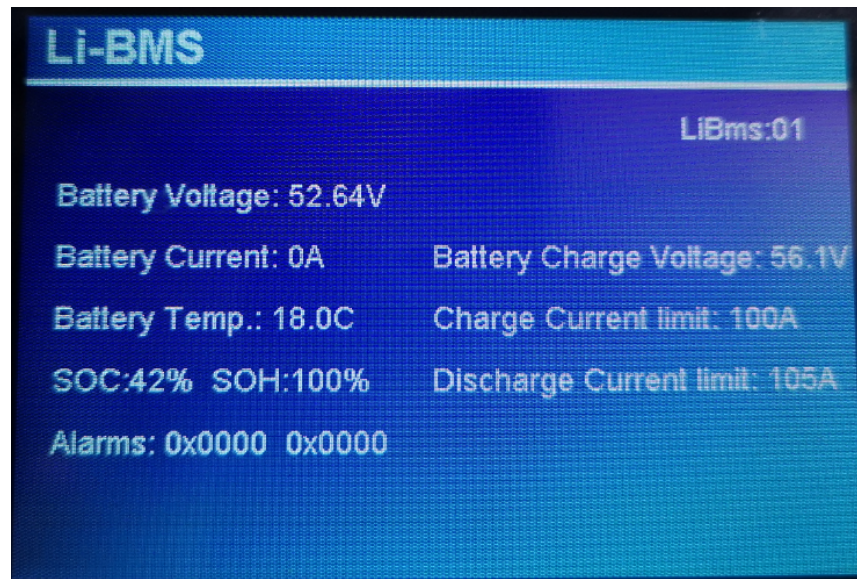 Li-BMS
LiBms:01
Battery Voltage: 52.64V
Battery Current: 0A Battery Charge Voltage: 56.1V
Battery Temp.: 18.0C Charge Current limit: 100A
SOC:42% SOH:100% Discharge Current limit: 105A
Alarms: 0x0000 0x0000